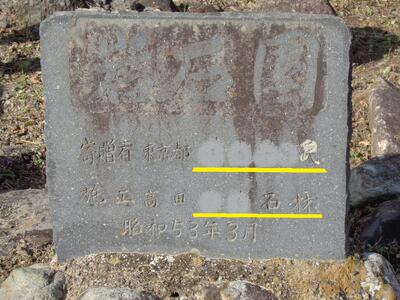 石園
寄贈者 東京都 氏
施工 高田 石材
昭和53年3月